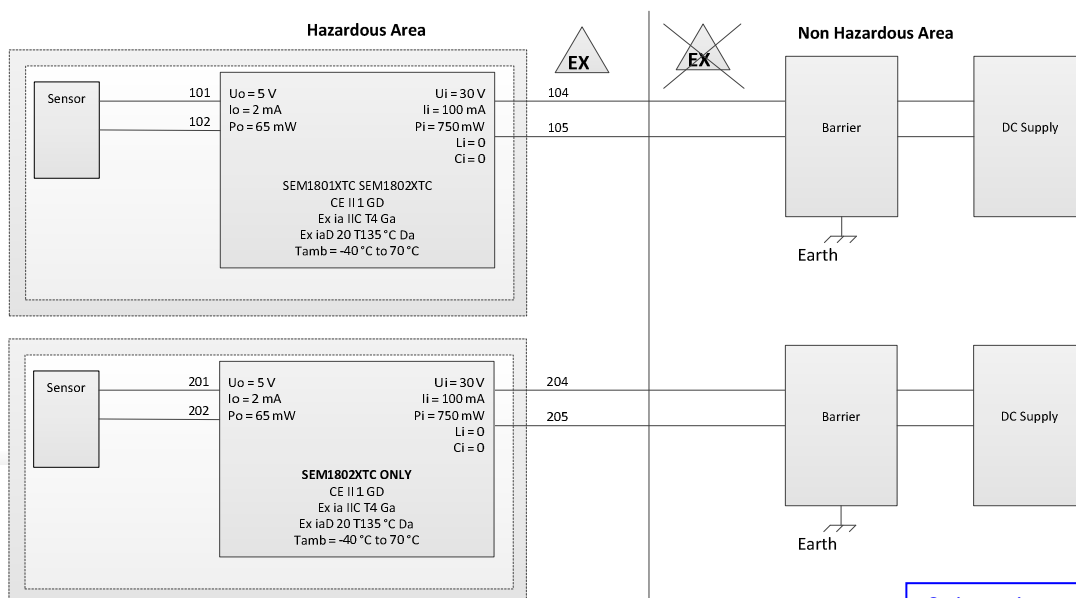 Hazardous Area
EX
EX
Non Hazardous Area
Sensor
101
102
Uo = 5 V
Io = 2 mA
Po = 65 mW
Ui = 30 V
Ii = 100 mA
Pi = 750 mW
Li = 0
Ci = 0
SEM1801XTC SEM1802XTC
CE II 1 GD
Ex ia IIC T4 Ga
Ex iaD 20 T135 °C Da
Tamb = -40 °C to 70 °C
104
105
Barrier
DC Supply
Earth
Sensor
201
202
Uo = 5 V
Io = 2 mA
Po = 65 mW
Ui = 30 V
Ii = 100 mA
Pi = 750 mW
Li = 0
Ci = 0
SEM1802XTC ONLY
CE II 1 GD
Ex ia IIC T4 Ga
Ex iaD 20 T135 °C Da
Tamb = -40 °C to 70 °C
204
205
Barrier
DC Supply
Earth